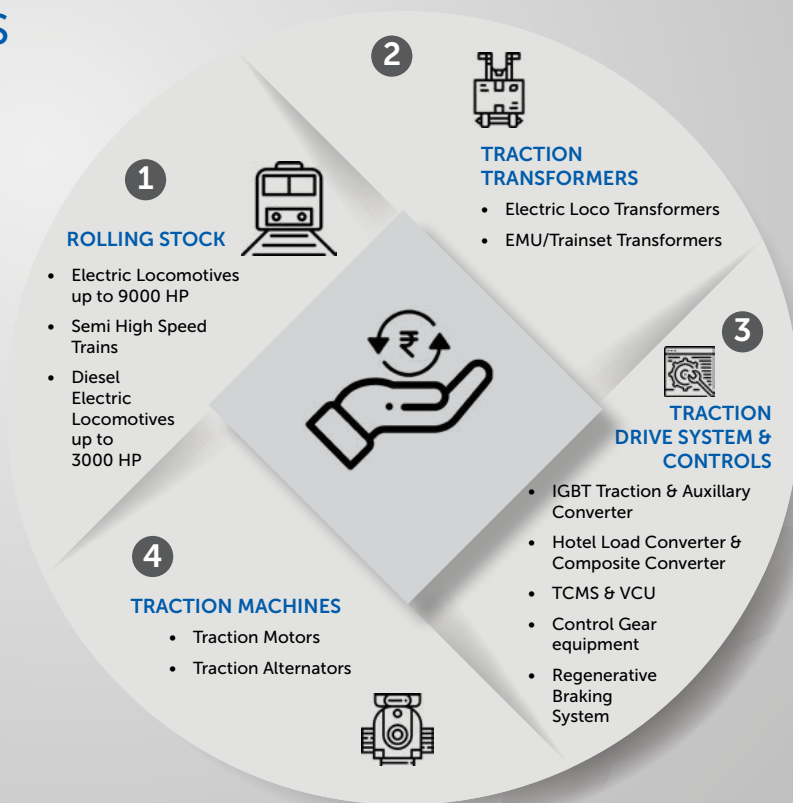 S
1
ROLLING STOCK
• Electric Locomotives
up to 9000 HP
• Semi High Speed
Trains
• Diesel
Electric
Locomotives
up to
3000 HP
2
TRACTION
TRANSFORMERS
• Electric Loco Transformers
• EMU/Trainset Transformers
₹
3
TRACTION
DRIVE SYSTEM &
CONTROLS
• IGBT Traction & Auxillary
Converter
• Hotel Load Converter &
Composite Converter
• TCMS & VCU
• Control Gear
equipment
• Regenerative
Braking
System
4
TRACTION MACHINES
• Traction Motors
• Traction Alternators